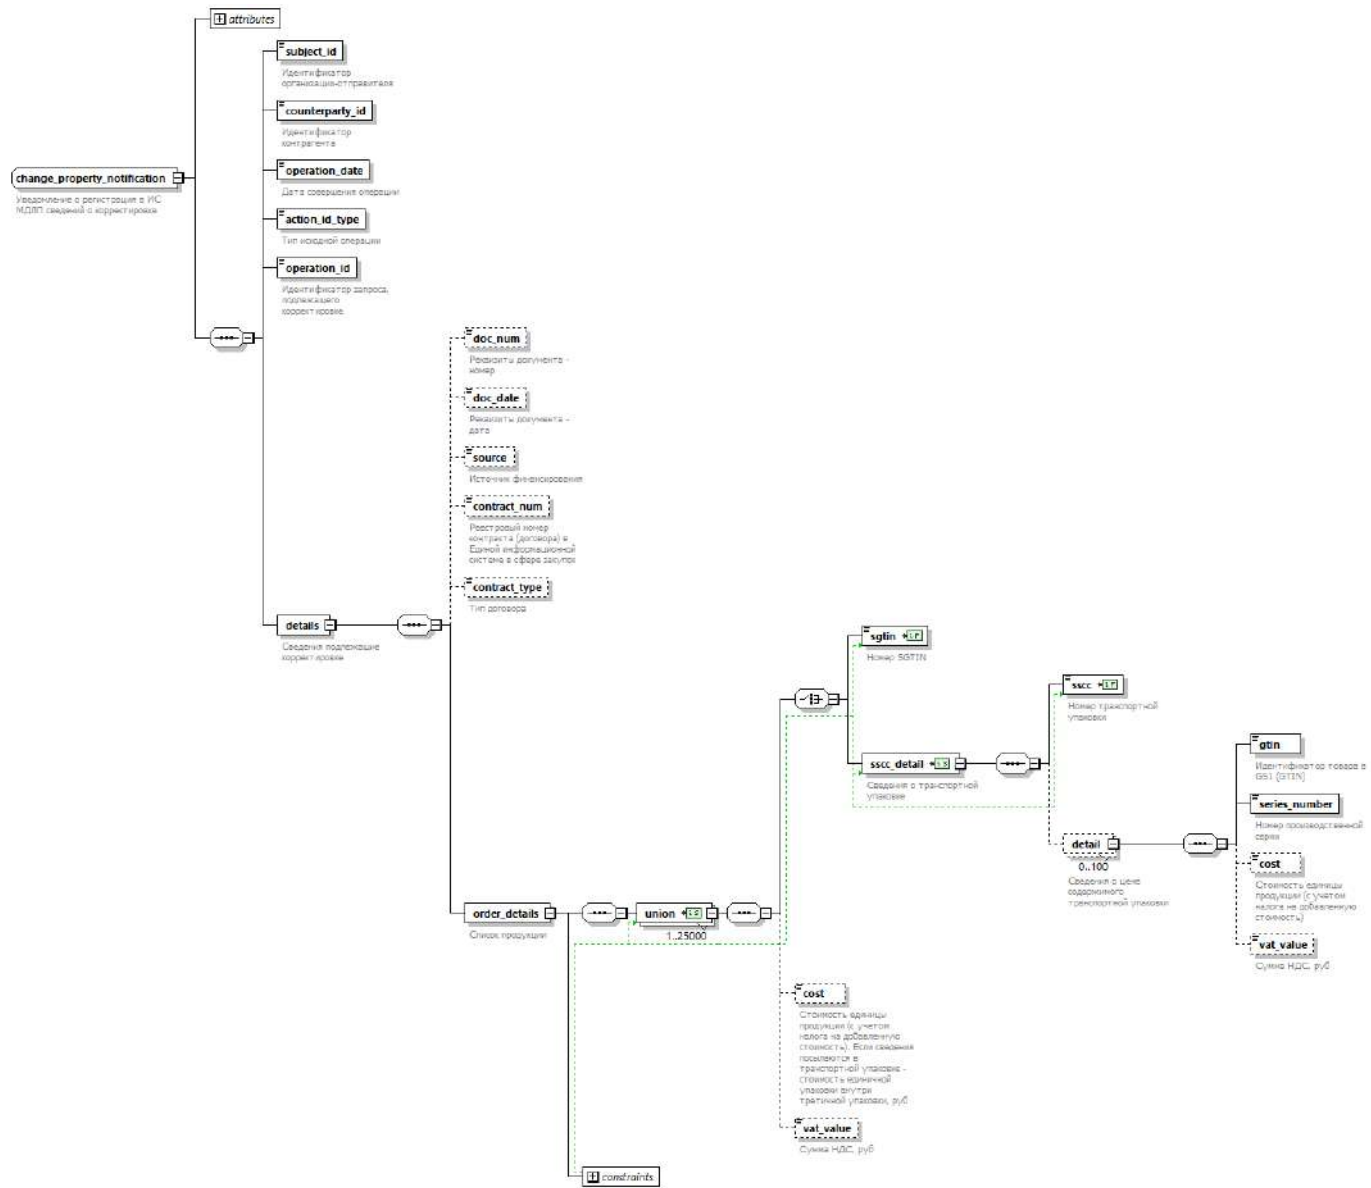 attributes
subject_id
Идентификатор
организации-отправителя
counterparty_id
Идентификатор
контрагента
operation_date
Дата совершения операции
change_property_notification
Уведомление о регистрации в ИС
МДЛП сведений о корректировке
action_id_type
Тип исходной операции
operation_id
Идентификатор запроса,
подлежащего
корректировке
doc_num
Реквизиты документа -
номер
doc_date
Реквизиты документа -
дата
source
Источник финансирования
contract_num
Реестровый номер
контракта (договора) в
Единой информационной
системе в сфере закупок
contract_type
Тип договора
details
Сведения подлежащие
корректировке
sgtin
Номер SGTIN
sscc
Номер транспортной
упаковки
sscc_detail
Сведения о транспортной
упаковке
gtin
Идентификатор товара в
GS1 (GTIN)
series_number
Номер производственной
серии
detail
0..100
Сведения о цене
содержимого
транспортной упаковки
cost
Стоимость единицы
продукции (с учетом
налога на добавленную
стоимость)
vat_value
Сумма НДС, руб
order_details
Список продукции
union
1..25000
cost
Стоимость единицы
продукции (с учетом
налога на добавленную
стоимость). Если сведения
посылаются в
транспортной упаковке -
стоимость единичной
упаковки внутри
третичной упаковки, руб
vat_value
Сумма НДС, руб
constraints